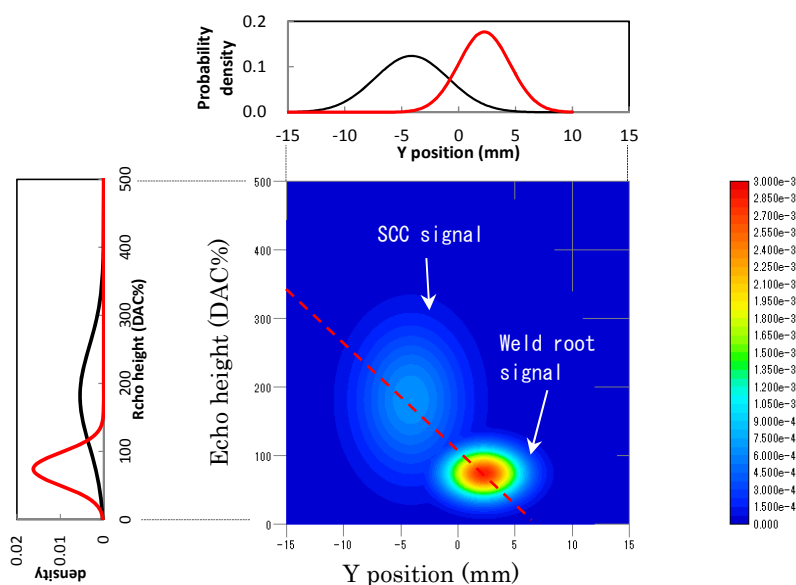 0.2
0.1
0.0
Probability
density
-15 -10 -5 0 5 10 15
Y position (mm)
500
400
300
200
100
0
Rcho height (DAC%)
0.02 0.01 0
density
500
400
300
200
100
0
Echo height (DAC%)
SCC signal
Weld root
signal
-15 -10 -5 0 5 10 15
Y position (mm)
3.000e-3
2.850e-3
2.700e-3
2.550e-3
2.400e-3
2.250e-3
2.100e-3
1.950e-3
1.800e-3
1.650e-3
1.500e-3
1.350e-3
1.200e-3
1.050e-3
9.000e-4
7.500e-4
6.000e-4
4.500e-4
3.000e-4
1.500e-4
0.000